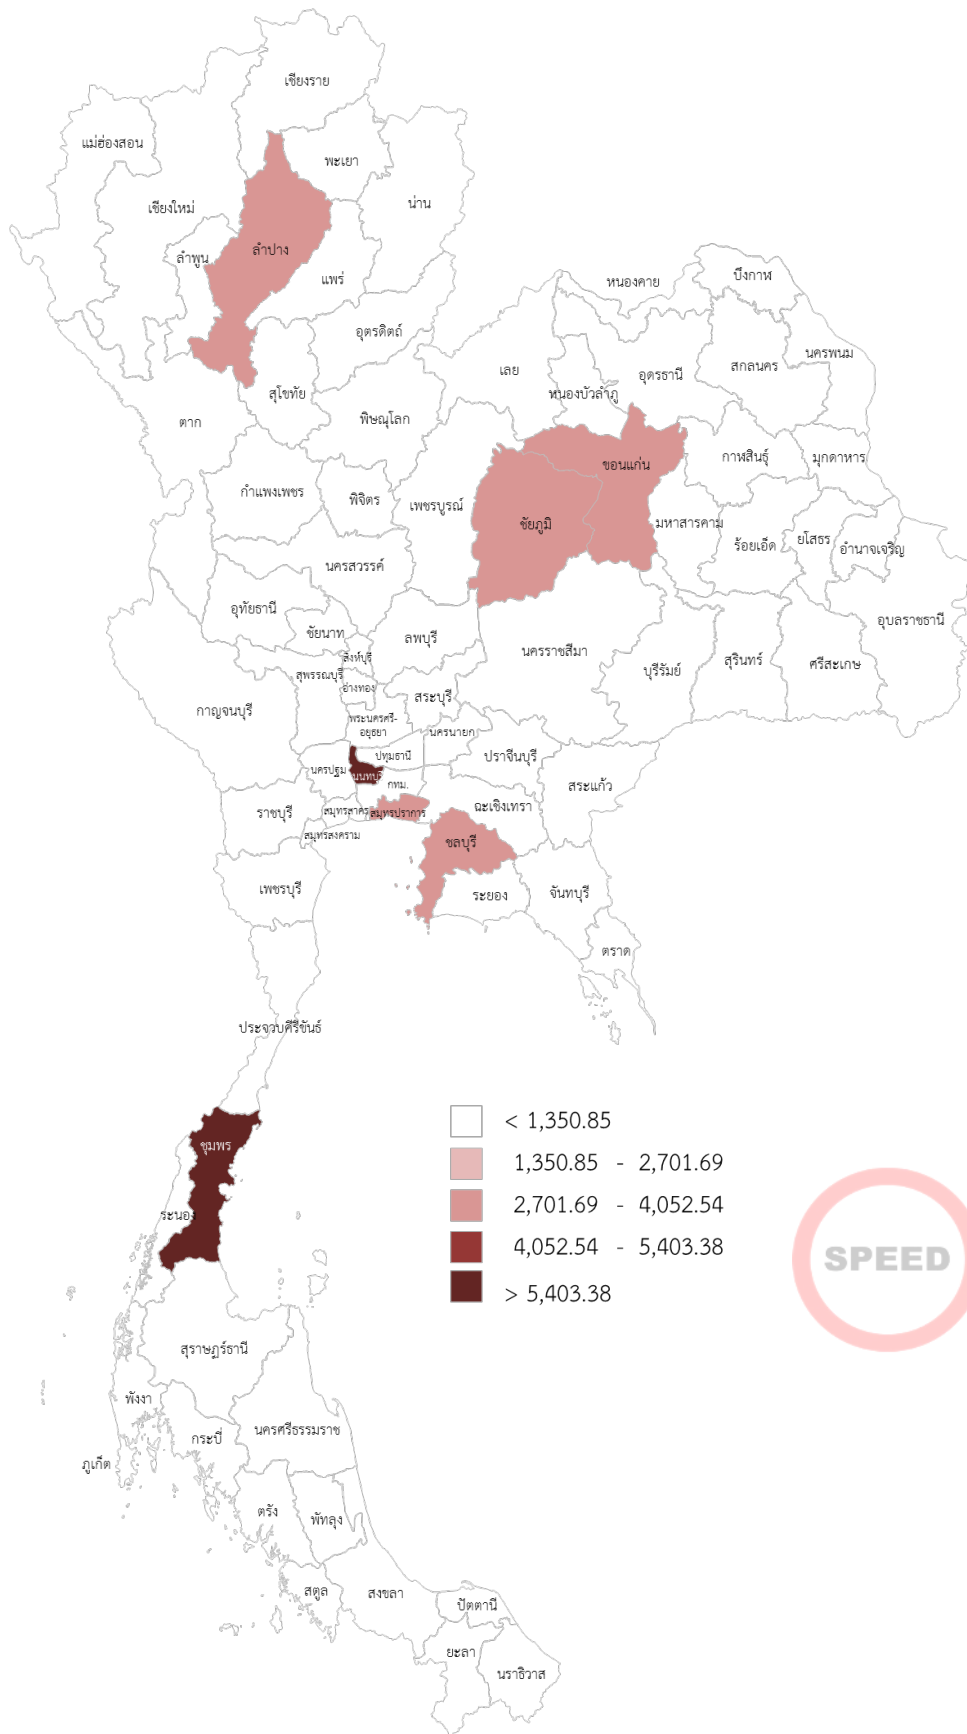 เชียงราย
แม่ฮ่องสอน
พะเยา
น่าน
เชียงใหม่
ลำปาง
ลำพูน
แพร่
บึงกาฬ
หนองคาย
อุตรดิตถ์
นครพนม
สกลนคร
เลย
อุดรธานี
หนองบัวลำภู
สุโขทัย
พิษณุโลก
ตาก
กาฬสินธุ์
มุกดาหาร
ขอนแก่น
กำแพงเพชร
พิจิตร
เพชรบูรณ์
ชัยภูมิ
มหาสารคาม
ร้อยเอ็ด
ยโสธร
อำนาจเจริญ
นครสวรรค์
อุทัยธานี
ชัยนาท
ลพบุรี
อุบลราชธานี
สิงห์บุรี
นครราชสีมา
บุรีรัมย์
สุรินทร์
ศรีสะเกษ
สุพรรณบุรี
อ่างทอง
สระบุรี
กาญจนบุรี
พระนครศรี-
อยุธยา
นครนายก
ปราจีนบุรี
ปทุมธานี
นครปฐม
นนทบุรี
กทม.
สระแก้ว
ฉะเชิงเทรา
ราชบุรี
สมุทรสาคร
สมุทรปราการ
สมุทรสงคราม
ชลบุรี
เพชรบุรี
ระยอง
จันทบุรี
ตราด
ประจวบคีรีขันธ์
ชุมพร
ระนอง
< 1,350.85
1,350.85 - 2,701.69
2,701.69 - 4,052.54
4,052.54 - 5,403.38
> 5,403.38
SPEED
สุราษฎร์ธานี
พังงา
นครศรีธรรมราช
กระบี่
ภูเก็ต
ตรัง
พัทลุง
สตูล
สงขลา
ปัตตานี
ยะลา
นราธิวาส